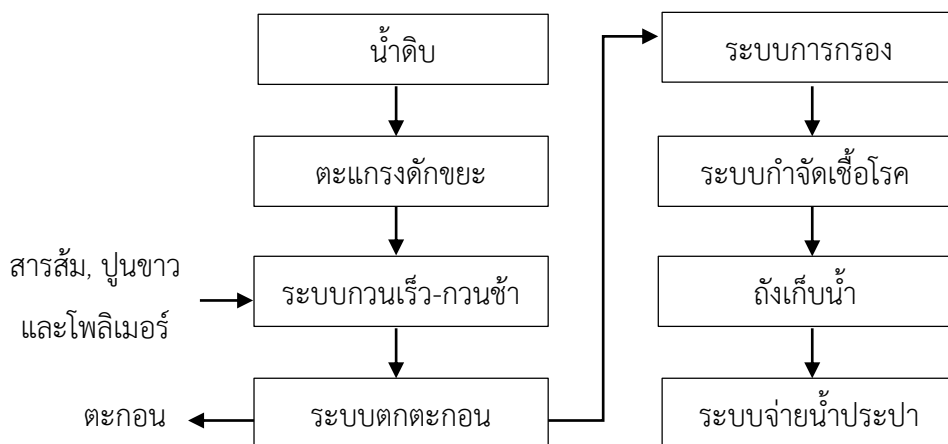 น้ำดิบ
ตะแกรงดักขยะ
สารส้ม, ปูนขาว
และโพลิเมอร์
ระบบกวนเร็ว-กวนช้า
ตะกอน
ระบบตกตะกอน
ระบบการกรอง
ระบบกำจัดเชื้อโรค
ถังเก็บน้ำ
ระบบจ่ายน้ำประปา